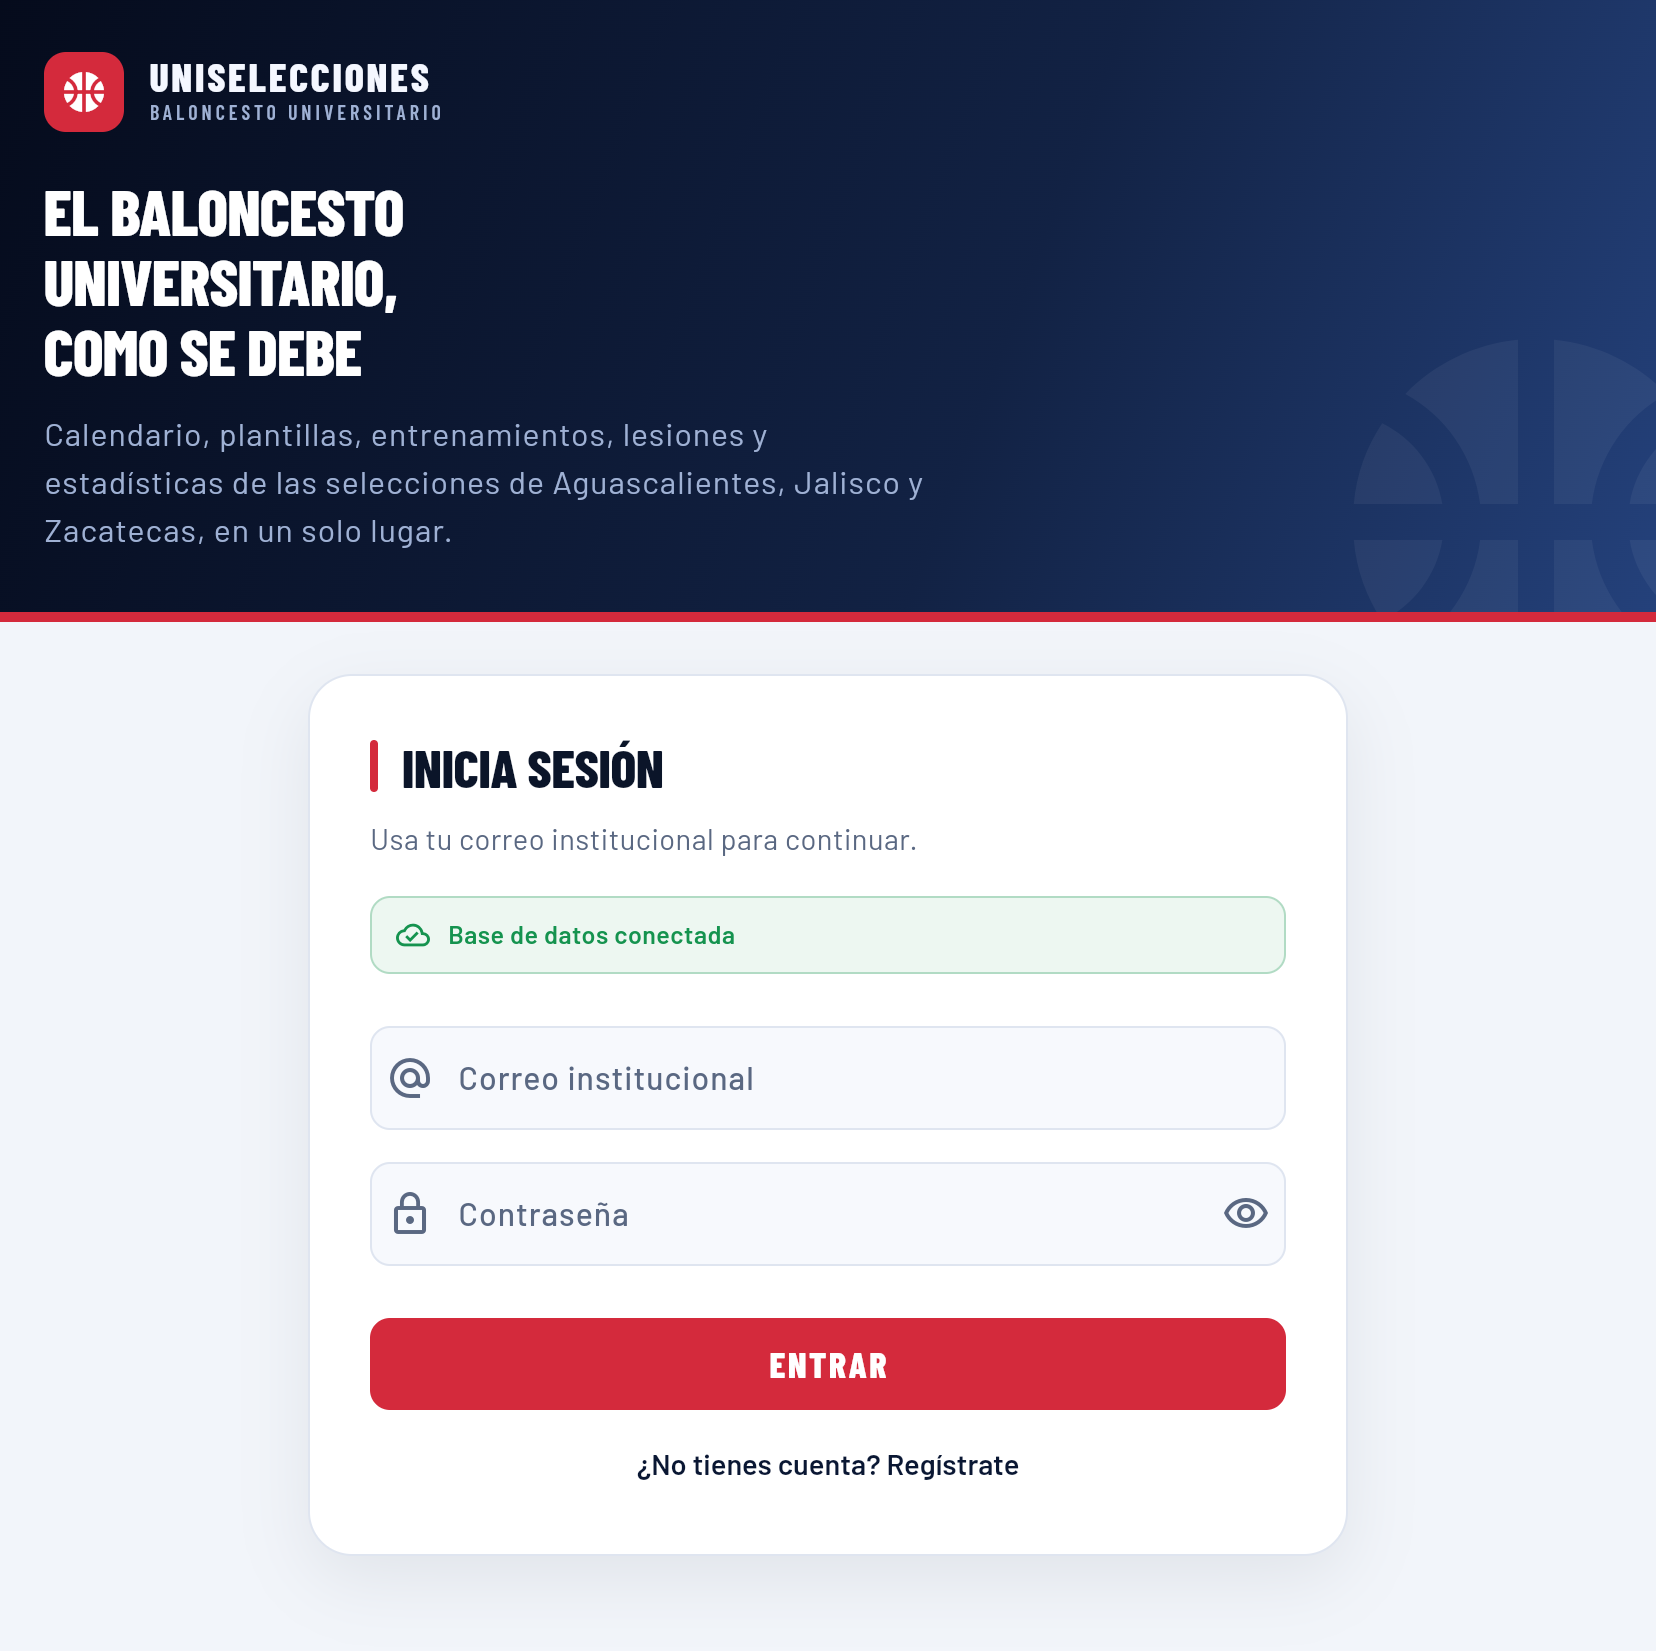 UNISELECCIONES
BALONCESTO UNIVERSITARIO
EL BALONCESTO
UNIVERSITARIO,
COMO SE DEBE
Calendario, plantillas, entrenamientos, lesiones y
estadísticas de las selecciones de Aguascalientes, Jalisco y
Zacatecas, en un solo lugar.
INICIA SESIÓN
Usa tu correo institucional para continuar.
Base de datos conectada
Correo institucional
Contraseña
ENTRAR
¿No tienes cuenta? Regístrate